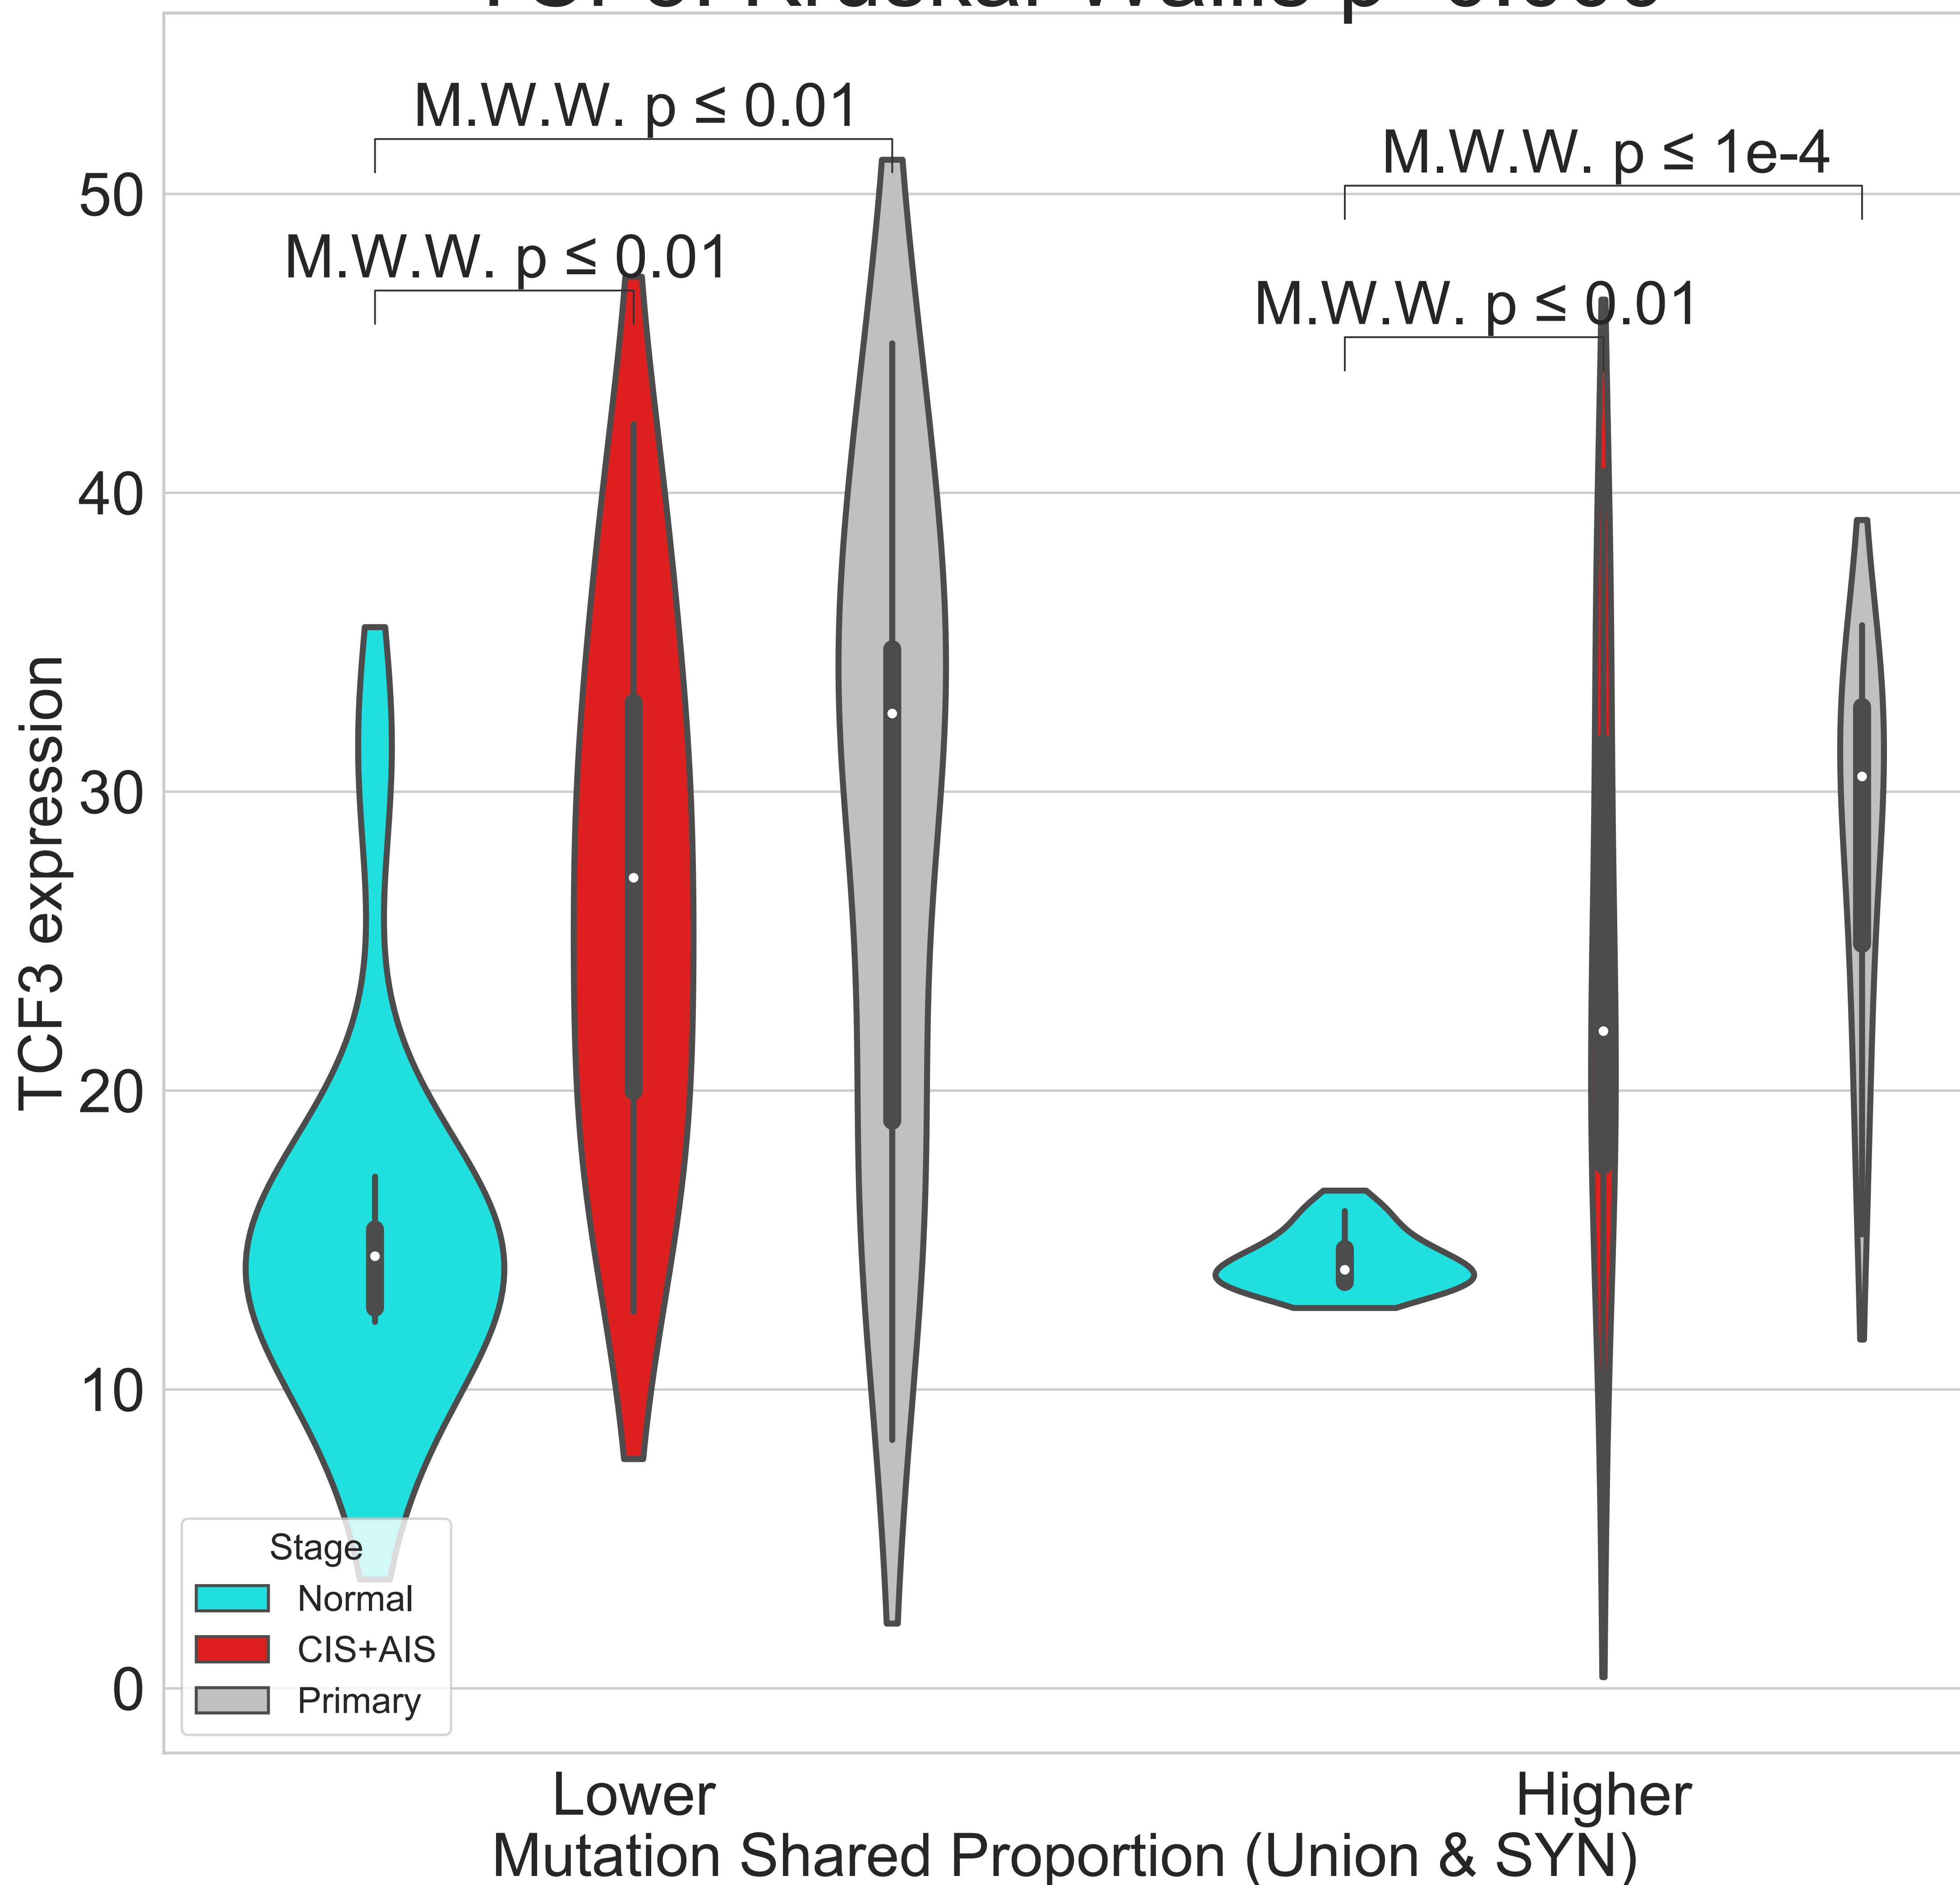 M.W.W. p ≤ 0.01
M.W.W. p ≤ 1e-4
M.W.W. p ≤ 0.01
M.W.W. p ≤ 0.01
50
40
30
20
10
0
TCF3 expression
Stage
Normal
CIS+AIS
Primary
Lower
Higher
Mutation Shared Proportion (Union & SYN)